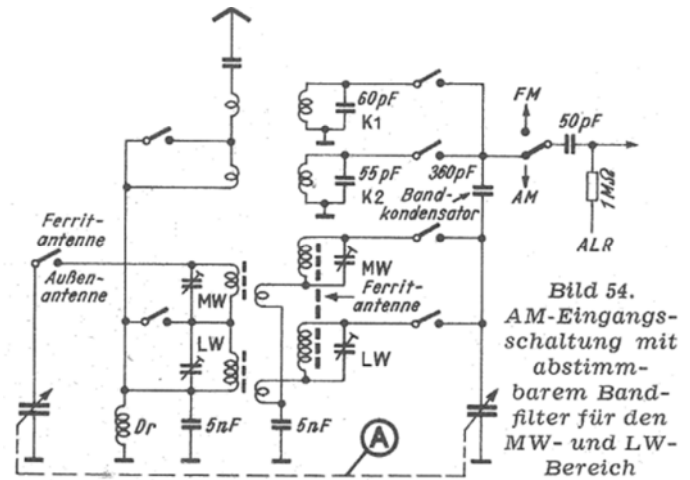 60pF
K1
FM
50pF
55pF
K2
360pF
Band-
kondensator
AM
1MΩ
ALR
Ferrit-
antenne
Außen-
antenne
MW
MW
Ferrit-
antenne
LW
LW
Dr
5nF
5nF
A
Bild 54.
AM-Eingangs-
schaltung mit
abstimm-
barem Band-
filter für den
MW- und LW-
Bereich